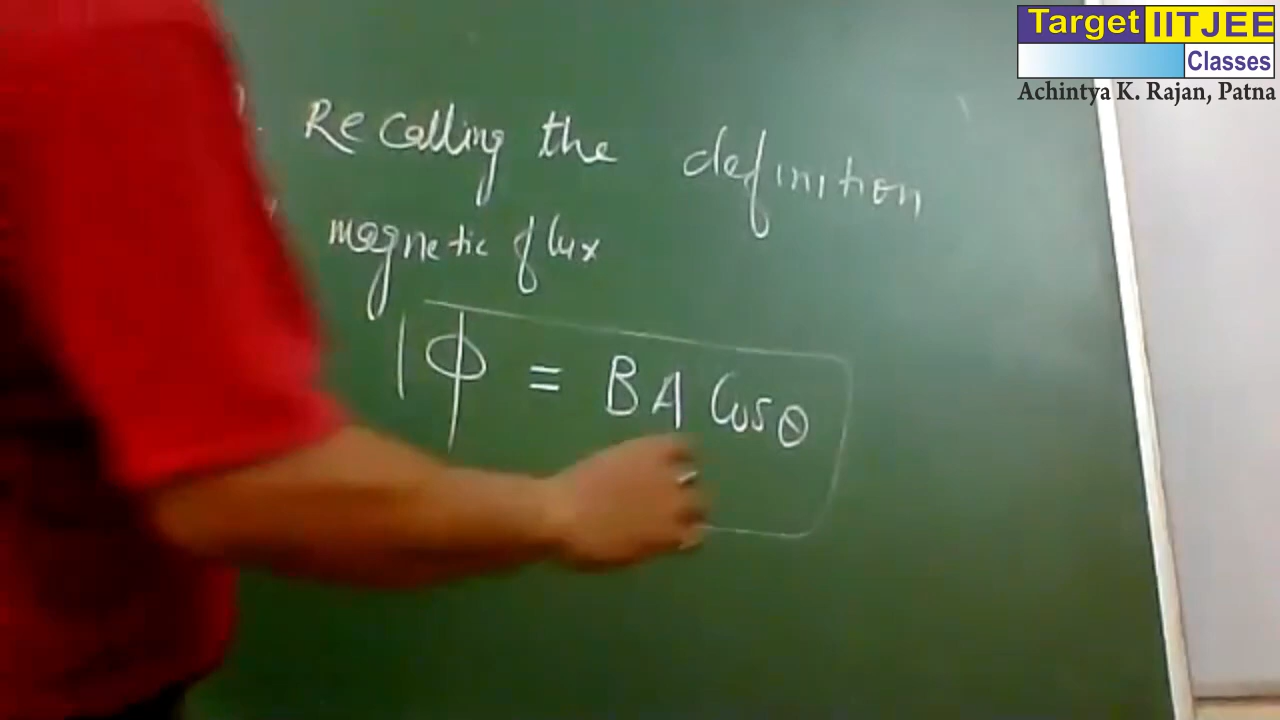 Target IITJEE
Classes
Achintya K. Rajan, Patna
Recalling the definition
magnetic flux
Φ = BA Cosθ